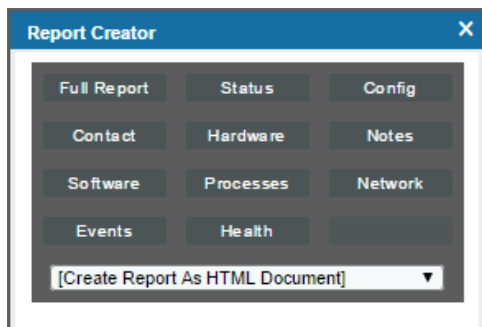 Report Creator
Full Report Status Config
Contact Hardware Notes
Software Processes Network
Events Health
[Create Report As HTML Document]